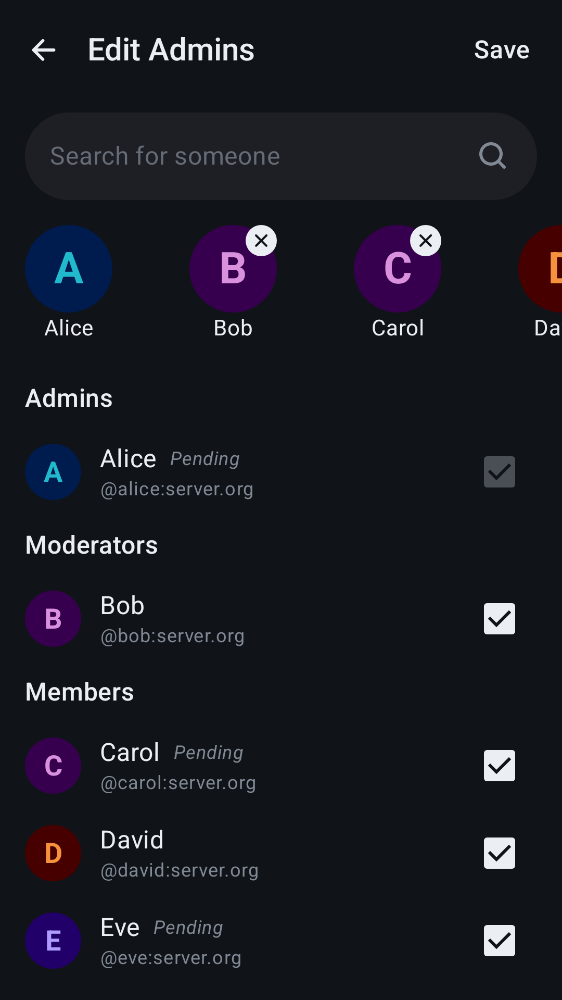 Edit Admins
Save
Search for someone
A
B
C
D
Alice
Bob
Carol
Da
Admins
A
Alice Pending
@alice:server.org
Moderators
B
Bob
@bob:server.org
Members
C
Carol Pending
@carol:server.org
D
David
@david:server.org
E
Eve Pending
@eve:server.org